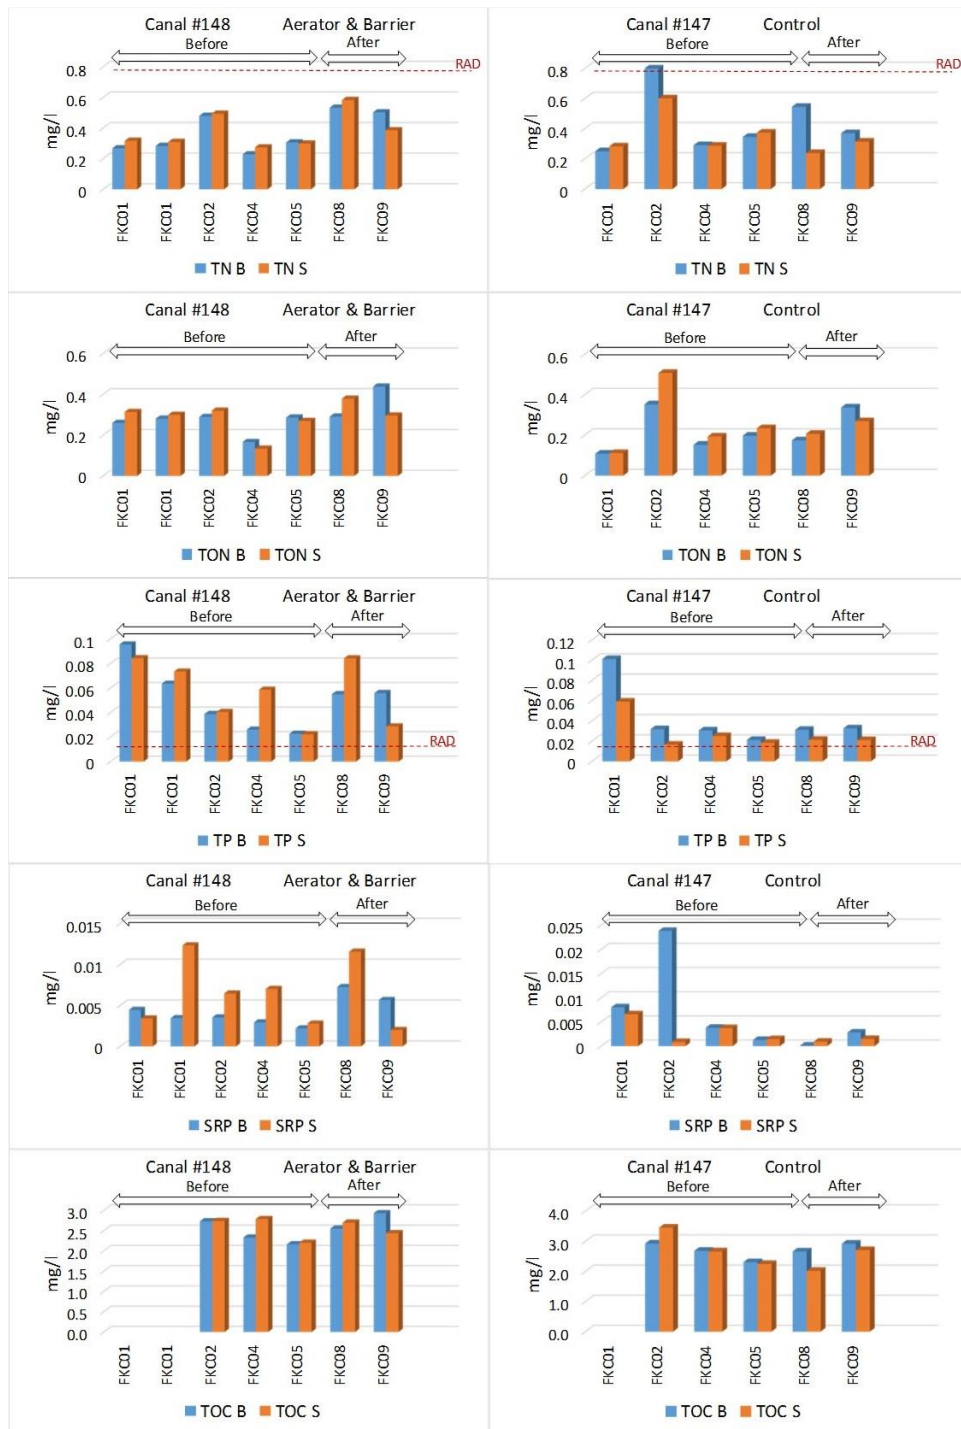 Canal #148 Aerator & Barrier
Before After
0.8
RAD
0.6
0.4
0.2
0
mg/l
FKC01 FKC01 FKC02 FKC04 FKC05 FKC08 FKC09
TN B TN S
Canal #147 Control
Before After
0.8
RAD
0.6
0.4
0.2
0
mg/l
FKC01 FKC02 FKC04 FKC05 FKC08 FKC09
TN B TN S
Canal #148 Aerator & Barrier
Before After
0.6
0.4
0.2
0
mg/l
FKC01 FKC01 FKC02 FKC04 FKC05 FKC08 FKC09
TON B TON S
Canal #147 Control
Before After
0.6
0.4
0.2
0
mg/l
FKC01 FKC02 FKC04 FKC05 FKC08 FKC09
TON B TON S
Canal #148 Aerator & Barrier
Before After
0.1
0.08
0.06
0.04
0.02
RAD
0
mg/l
FKC01 FKC01 FKC02 FKC04 FKC05 FKC08 FKC09
TP B TP S
Canal #147 Control
Before After
0.12
0.1
0.08
0.06
0.04
0.02
RAD
0
mg/l
FKC01 FKC02 FKC04 FKC05 FKC08 FKC09
TP B TP S
Canal #148 Aerator & Barrier
Before After
0.015
0.01
0.005
0
mg/l
FKC01 FKC01 FKC02 FKC04 FKC05 FKC08 FKC09
SRP B SRP S
Canal #147 Control
Before After
0.025
0.02
0.015
0.01
0.005
0
mg/l
FKC01 FKC02 FKC04 FKC05 FKC08 FKC09
SRP B SRP S
Canal #148 Aerator & Barrier
Before After
3.0
2.5
2.0
1.5
1.0
0.5
0.0
mg/l
FKC01 FKC01 FKC02 FKC04 FKC05 FKC08 FKC09
TOC B TOC S
Canal #147 Control
Before After
4.0
3.0
2.0
1.0
0.0
mg/l
FKC01 FKC02 FKC04 FKC05 FKC08 FKC09
TOC B TOC S